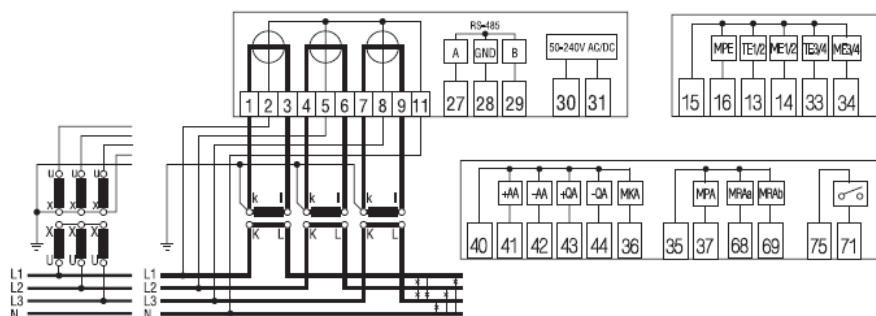 RS-485
A GND B
50-240V AC/DC
1 2 3 4 5 6 7 8 9 11
27 28 29
30 31
MPE TE1/2 ME1/2 TE3/4 ME3/4
15 16 13 14 33 34
u u u
x x x
X X X
U U U
k l k l k l
K L K L K L
+AA -AA +QA -QA MKA
40 41 42 43 44 36
MPA MRAa MRAb
35 37 68 69
75 71
L1 L1
L2 L2
L3 L3
N N